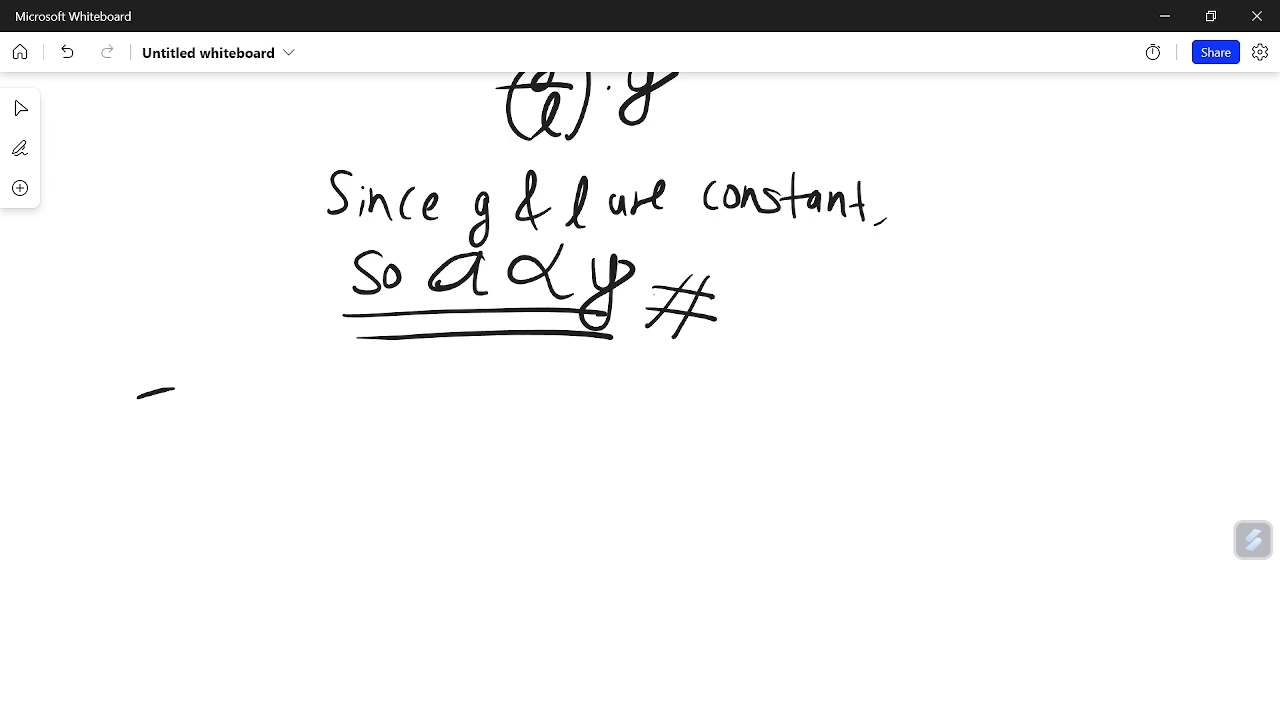 Microsoft Whiteboard
Untitled whiteboard
Share
l) . y
Since g & l are constant,
So a α y #